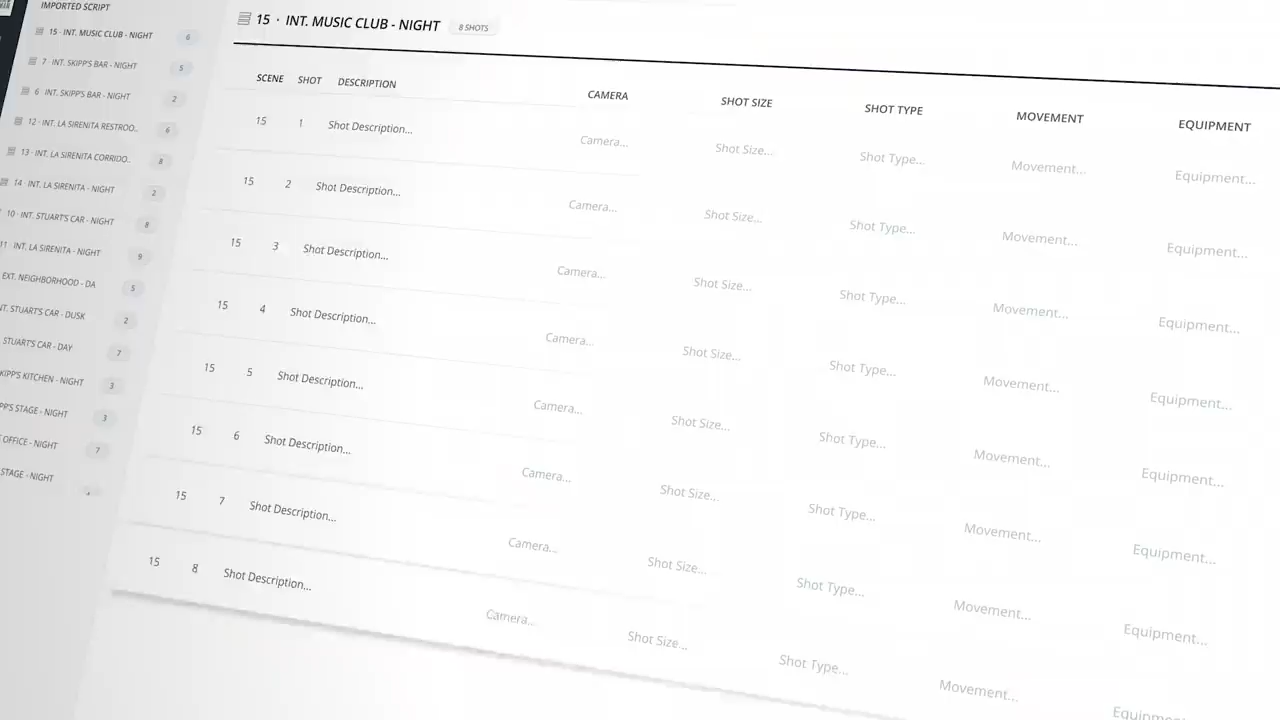 IMPORTED SCRIPT
15 · INT. MUSIC CLUB - NIGHT 6
7 INT. SKIPP'S BAR - NIGHT 5
6 INT. SKIPP'S BAR - NIGHT 2
12 · INT. LA SIRENITA RESTROO... 6
13 · INT. LA SIRENITA CORRIDO... 8
14 · INT. LA SIRENITA - NIGHT 2
10 · INT. STUART'S CAR - NIGHT 8
11 · INT. LA SIRENITA - NIGHT 9
EXT. NEIGHBORHOOD - DA 5
NT. STUART'S CAR - DUSK 2
STUART'S CAR - DAY 7
KIPP'S KITCHEN - NIGHT 3
PP'S STAGE - NIGHT 3
OFFICE - NIGHT 7
STAGE - NIGHT
15 · INT. MUSIC CLUB - NIGHT 8 SHOTS
SCENE SHOT DESCRIPTION CAMERA SHOT SIZE SHOT TYPE MOVEMENT EQUIPMENT
15 1 Shot Description... Camera... Shot Size... Shot Type... Movement... Equipment...
15 2 Shot Description... Camera... Shot Size... Shot Type... Movement... Equipment...
15 3 Shot Description... Camera... Shot Size... Shot Type... Movement... Equipment...
15 4 Shot Description... Camera... Shot Size... Shot Type... Movement... Equipment...
15 5 Shot Description... Camera... Shot Size... Shot Type... Movement... Equipment...
15 6 Shot Description... Camera... Shot Size... Shot Type... Movement... Equipment...
15 7 Shot Description... Camera... Shot Size... Shot Type... Movement... Equipment...
15 8 Shot Description... Camera... Shot Size... Shot Type... Movement... Equipment...